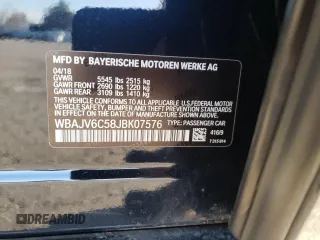 MFD. BY BAYERISCHE MOTOREN WERKE AG
04/18
GVWR 5545 lbs 2515 kg
GAWR FRONT 2690 lbs 1220 kg
GAWR REAR 3109 lbs 1410 kg
THIS VEHICLE CONFORMS TO ALL APPLICABLE U.S. FEDERAL
MOTOR VEHICLE SAFETY, BUMPER, AND THEFT PREVENTION
STANDARDS IN EFFECT ON THE DATE OF MANUFACTURE SHOWN ABOVE.
WBAJV6C58JBK07576 TYPE: PASSENGER CAR
416/9
DREAMBID